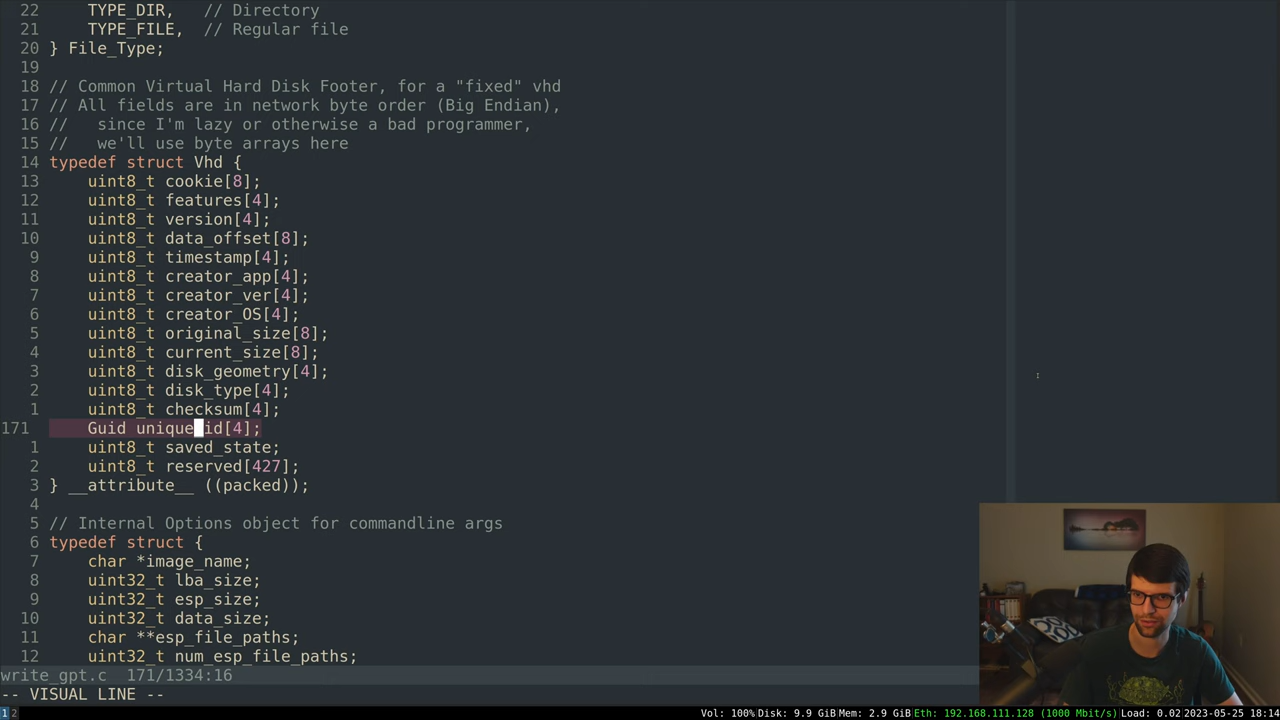 22     TYPE_DIR,   // Directory
21     TYPE_FILE,  // Regular file
20 } File_Type;
19
18 // Common Virtual Hard Disk Footer, for a "fixed" vhd
17 // All fields are in network byte order (Big Endian),
16 //   since I'm lazy or otherwise a bad programmer,
15 //   we'll use byte arrays here
14 typedef struct Vhd {
13     uint8_t cookie[8];
12     uint8_t features[4];
11     uint8_t version[4];
10     uint8_t data_offset[8];
9     uint8_t timestamp[4];
8     uint8_t creator_app[4];
7     uint8_t creator_ver[4];
6     uint8_t creator_OS[4];
5     uint8_t original_size[8];
4     uint8_t current_size[8];
3     uint8_t disk_geometry[4];
2     uint8_t disk_type[4];
1     uint8_t checksum[4];
171     Guid unique_id[4];
1     uint8_t saved_state;
2     uint8_t reserved[427];
3 } __attribute__ ((packed));
4
5 // Internal Options object for commandline args
6 typedef struct {
7     char *image_name;
8     uint32_t lba_size;
9     uint32_t esp_size;
10     uint32_t data_size;
11     char **esp_file_paths;
12     uint32_t num_esp_file_paths;
write_gpt.c  171/1334:16
-- VISUAL LINE --
1 2 Vol: 100% Disk: 9.9 GiB Mem: 2.9 GiB Eth: 192.168.111.128 (1000 Mbit/s) Load: 0.02 2023-05-25 18:14